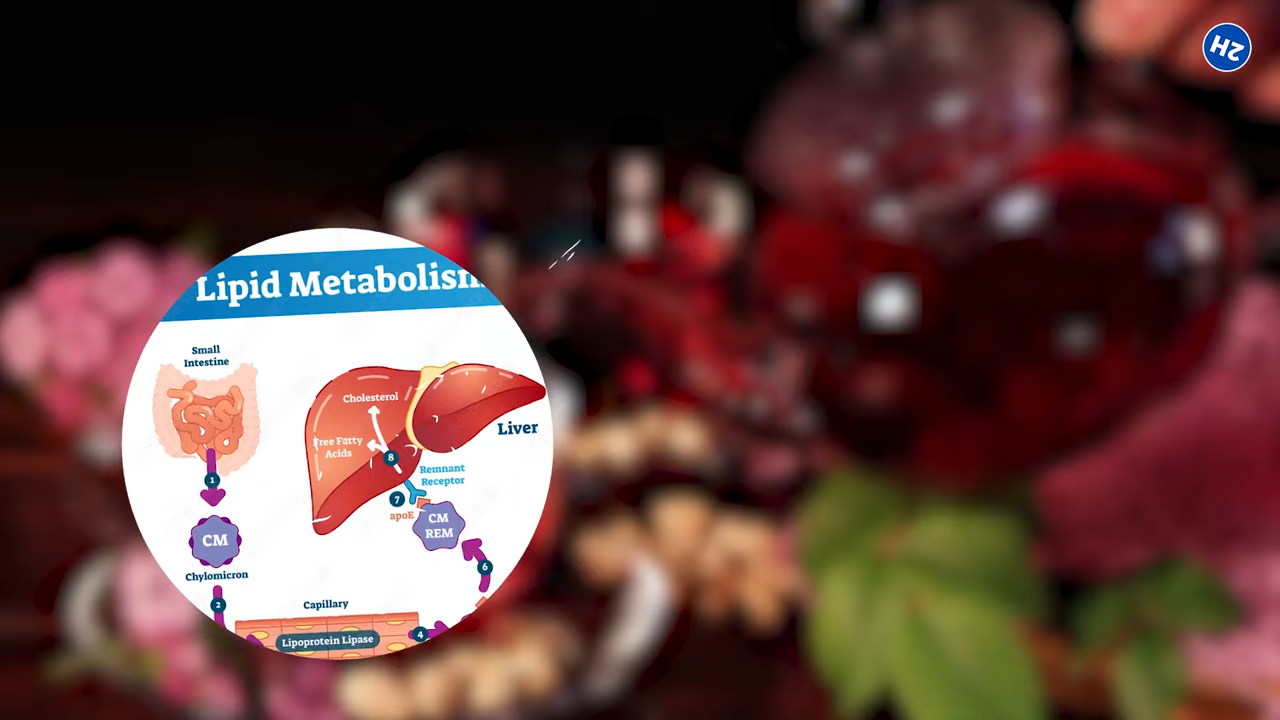 HZ
Lipid Metabolism
Small
Intestine
Cholesterol
Free Fatty
Acids
8
Liver
Remnant
Receptor
1
7
apoE
CM
REM
CM
Chylomicron
6
2
Capillary
Lipoprotein Lipase
4